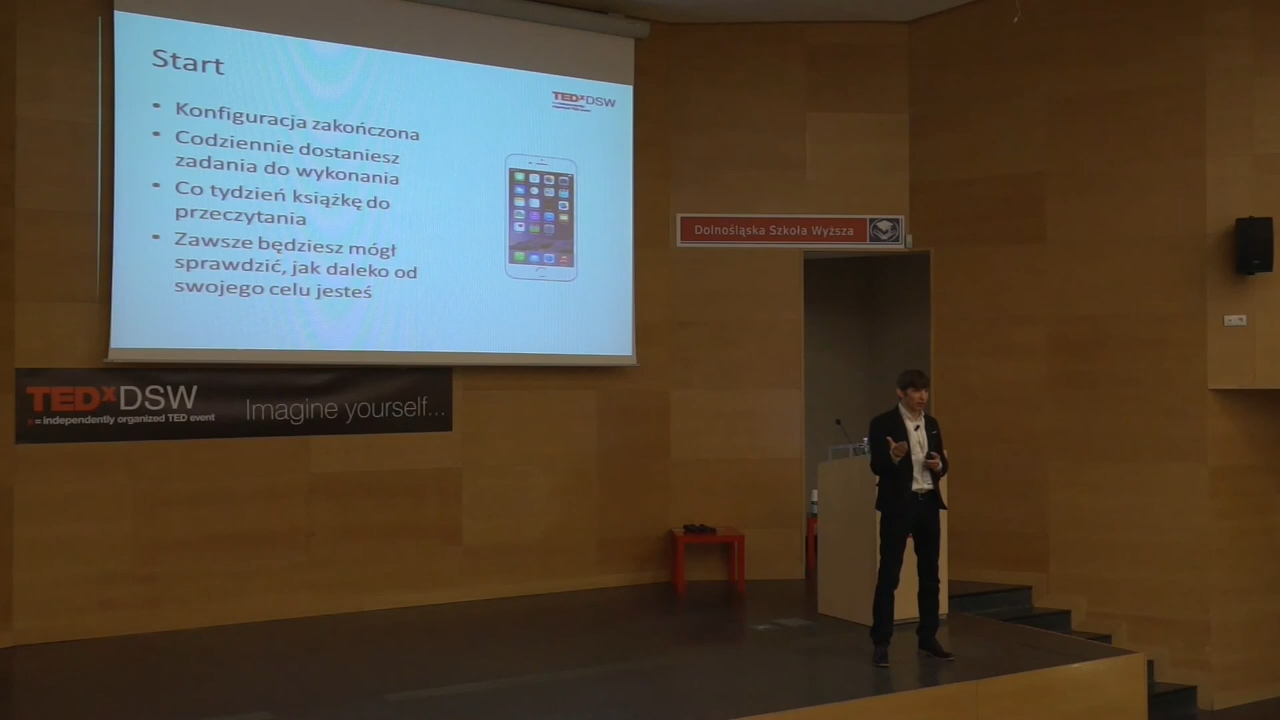 Start
TEDxDSW
• Konfiguracja zakończona
• Codziennie dostaniesz
zadania do wykonania
• Co tydzień książkę do
przeczytania
• Zawsze będziesz mógł
sprawdzić, jak daleko od
swojego celu jesteś
Dolnośląska Szkoła Wyższa
TEDxDSW
x = independently organized TED event
Imagine yourself...